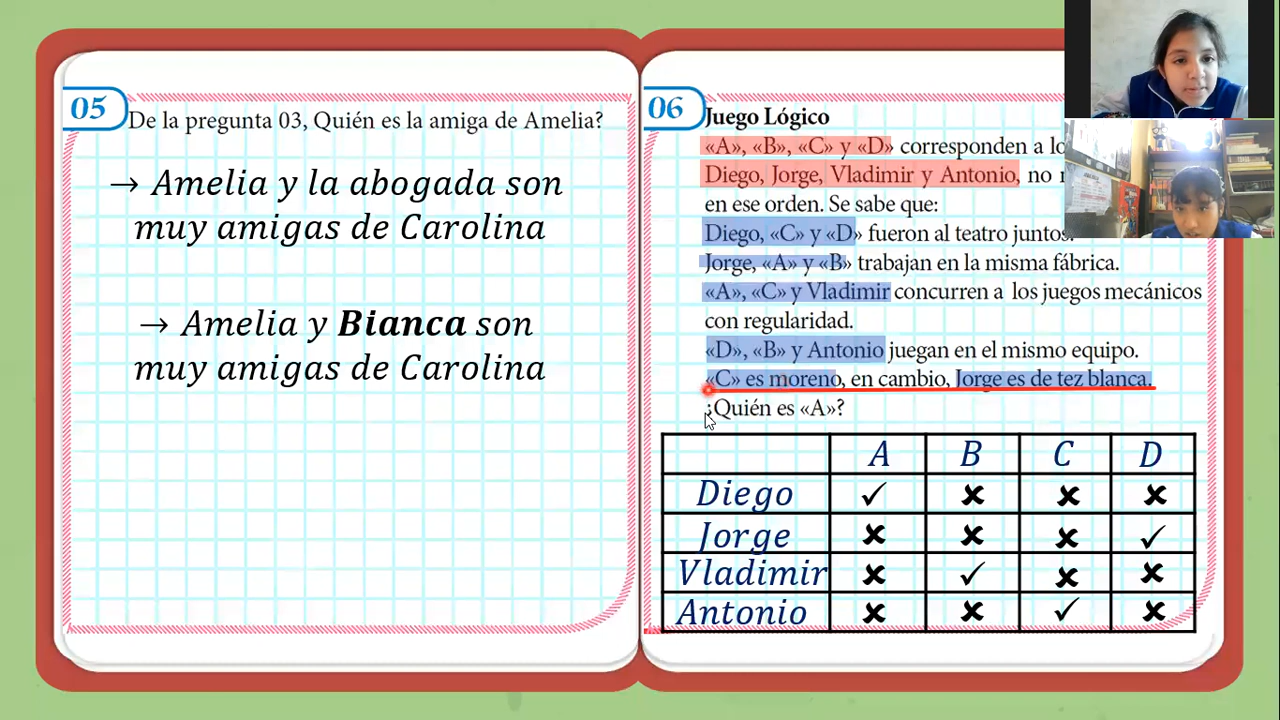 05
De la pregunta 03, Quién es la amiga de Amelia?
→ Amelia y la abogada son
muy amigas de Carolina
→ Amelia y Bianca son
muy amigas de Carolina
06
Juego Lógico
«A», «B», «C» y «D» corresponden a
Diego, Jorge, Vladimir y Antonio, no
en ese orden. Se sabe que:
Diego, «C» y «D» fueron al teatro juntos.
Jorge, «A» y «B» trabajan en la misma fábrica.
«A», «C» y Vladimir concurren a los juegos mecánicos
con regularidad.
«D», «B» y Antonio juegan en el mismo equipo.
«C» es moreno, en cambio, Jorge es de tez blanca.
¿Quién es «A»?
A B C D
Diego ✓ ✘ ✘ ✘
Jorge ✘ ✘ ✘ ✓
Vladimir ✘ ✓ ✘ ✘
Antonio ✘ ✘ ✓ ✘